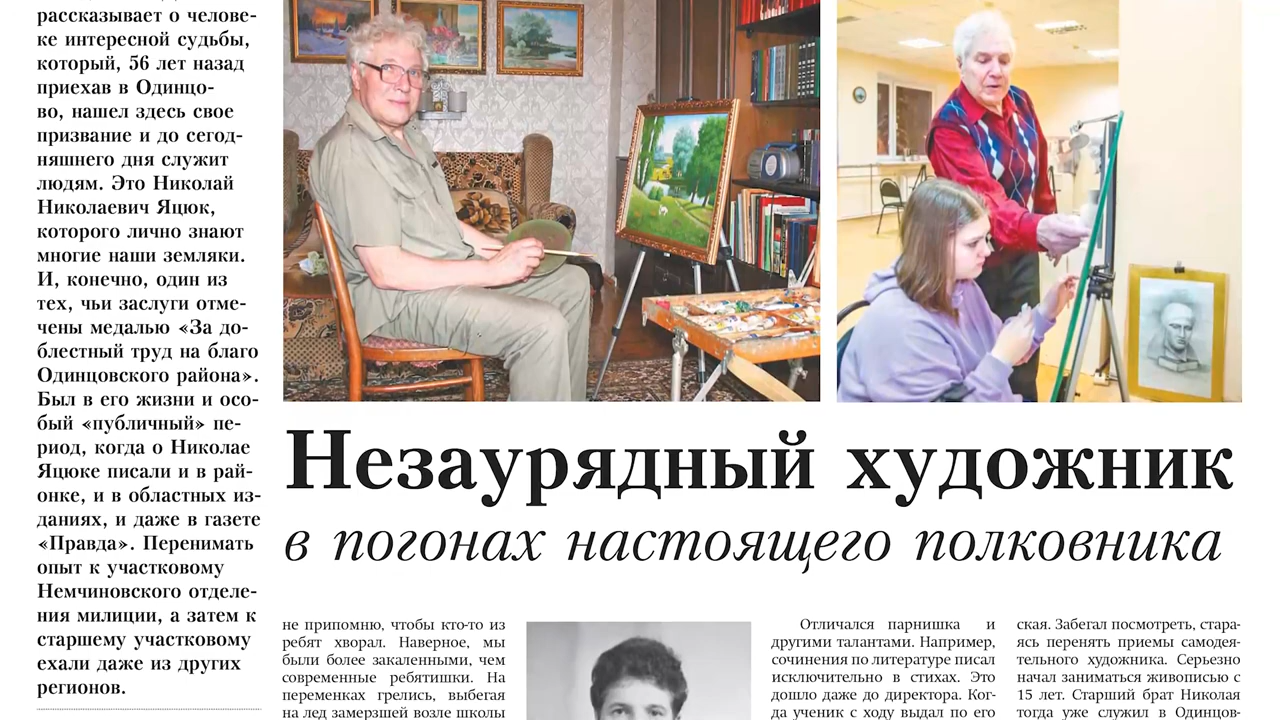 рассказывает о челове-
ке интересной судьбы,
который, 56 лет назад
приехав в Одинцо-
во, нашел здесь свое
призвание и до сегод-
няшнего дня служит
людям. Это Николай
Николаевич Яцюк,
которого лично знают
многие наши земляки.
И, конечно, один из
тех, чьи заслуги отме-
чены медалью «За до-
блестный труд на благо
Одинцовского района».
Был в его жизни и осо-
бый «публичный» пе-
риод, когда о Николае
Яцюке писали и в рай-
онке, и в областных из-
даниях, и даже в газете
«Правда». Перенимать
опыт к участковому
Немчиновского отделе-
ния милиции, а затем к
старшему участковому
ехали даже из других
регионов.
Незаурядный художник
в погонах настоящего полковника
не припомню, чтобы кто-то из
ребят хворал. Наверное, мы
были более закаленными, чем
современные ребятишки. На
переменках грелись, выбегая
на лед замерзшей возле школы
Отличался парнишка и
другими талантами. Например,
сочинения по литературе писал
исключительно в стихах. Это
дошло даже до директора. Ког-
да ученик с ходу выдал по его
ская. Забегал посмотреть, стара-
ясь перенять приемы самодея-
тельного художника. Серьезно
начал заниматься живописью с
15 лет. Старший брат Николая
тогда уже служил в Одинцов-